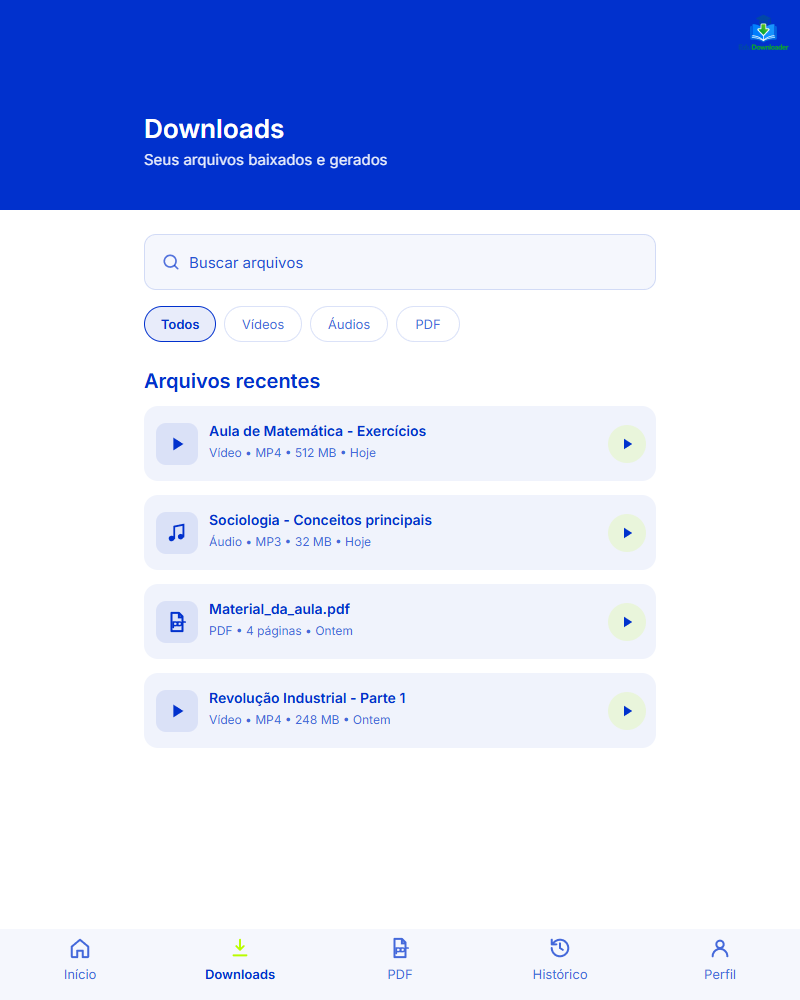 Downloader
Downloads
Seus arquivos baixados e gerados
Buscar arquivos
Todos
Vídeos
Áudios
PDF
Arquivos recentes
Aula de Matemática - Exercícios
Vídeo • MP4 • 512 MB • Hoje
Sociologia - Conceitos principais
Áudio • MP3 • 32 MB • Hoje
Material_da_aula.pdf
PDF • 4 páginas • Ontem
Revolução Industrial - Parte 1
Vídeo • MP4 • 248 MB • Ontem
Início
Downloads
PDF
Histórico
Perfil